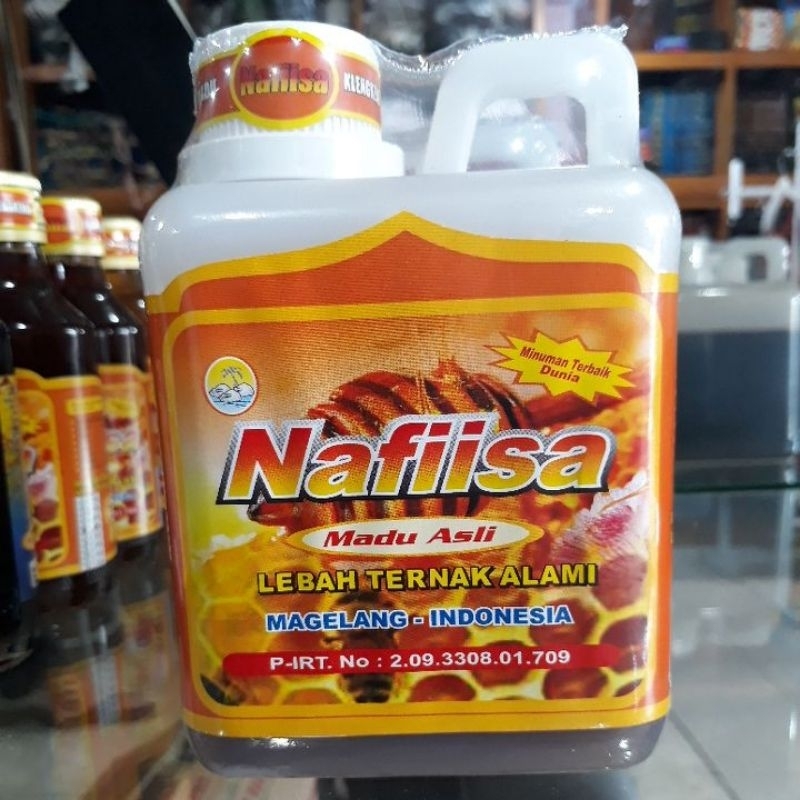 Nafiisa
Minuman Terbaik
Dunia
Nafiisa
Madu Asli
LEBAH TERNAK ALAMI
MAGELANG - INDONESIA
P-IRT. No : 2.09.3308.01.709